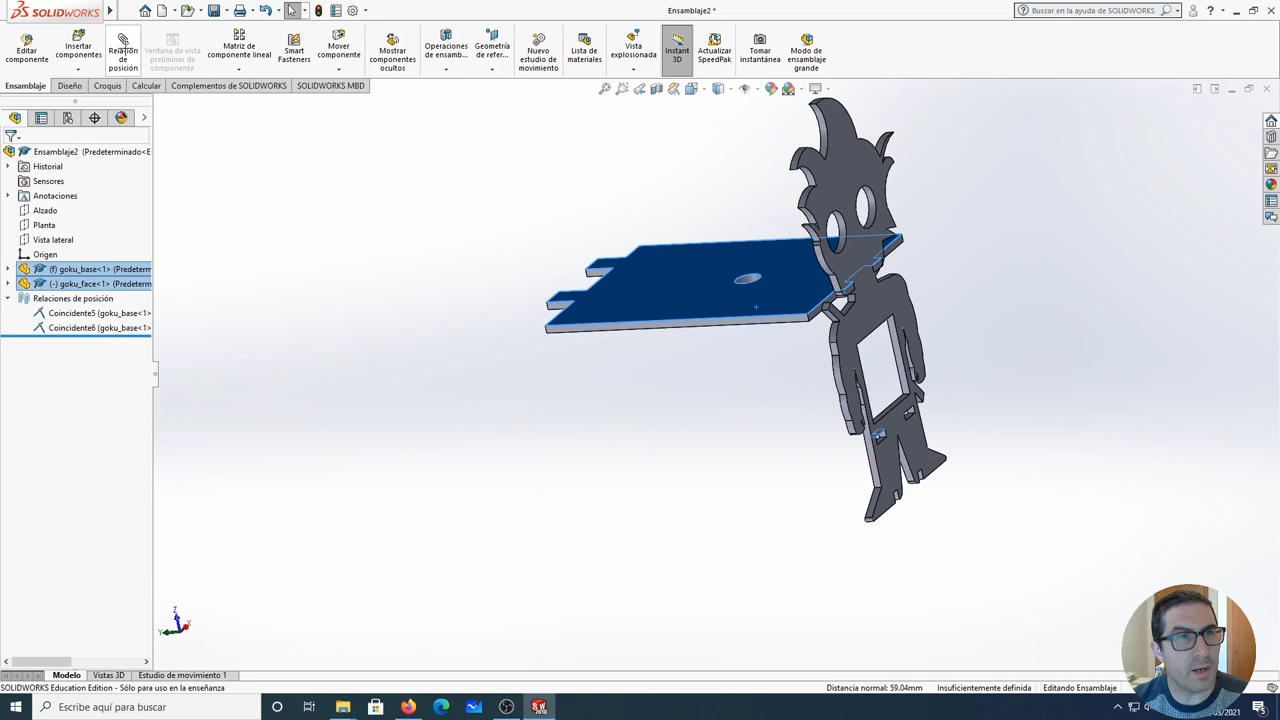 SOLIDWORKS
Ensamblaje2 *
Buscar en la ayuda de SOLIDWORKS
Editar componente
Insertar componentes
Relación de posición
Ventana de vista preliminar de componente
Matriz de componente lineal
Smart Fasteners
Mover componente
Mostrar componentes ocultos
Operaciones de ensamb...
Geometría de refer...
Nuevo estudio de movimiento
Lista de materiales
Vista explosionada
Instant 3D
Actualizar SpeedPak
Tomar instantánea
Modo de ensamblaje grande
Ensamblaje Diseño Croquis Calcular Complementos de SOLIDWORKS SOLIDWORKS MBD
Ensamblaje2 (Predeterminado<E
Historial
Sensores
Anotaciones
Alzado
Planta
Vista lateral
Origen
(f) goku_base<1> (Predeterm
(-) goku_face<1> (Predeterm
Relaciones de posición
Coincidente5 (goku_base<1>
Coincidente6 (goku_base<1>
Z
Y
X
Modelo Vistas 3D Estudio de movimiento 1
SOLIDWORKS Education Edition - Sólo para uso en la enseñanza
Distancia normal: 59.04mm Insuficientemente definida Editando Ensamblaje
Escribe aquí para buscar